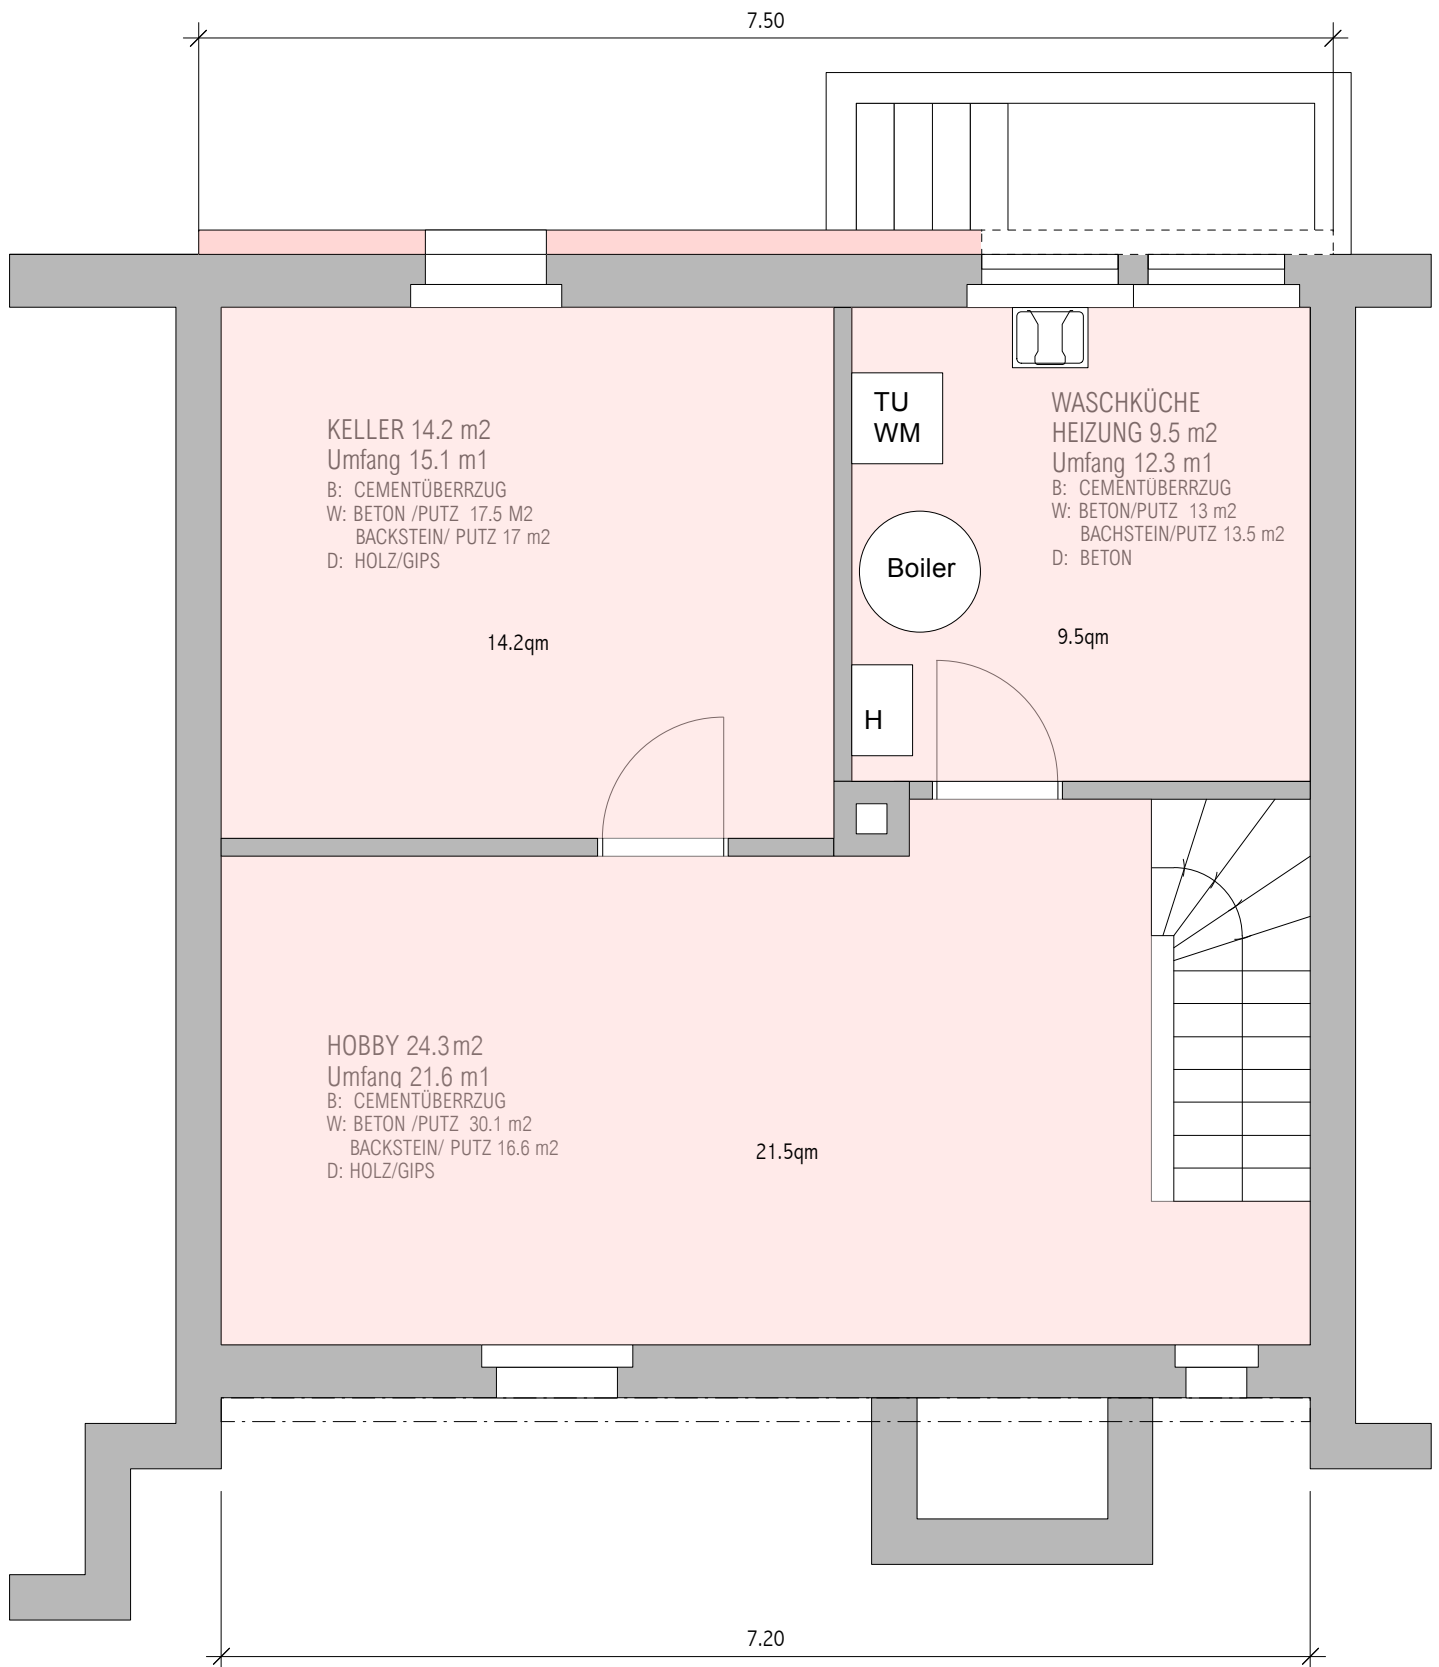 7.50
KELLER 14.2 m2
Umfang 15.1 m1
B: CEMENTÜBERRZUG
W: BETON /PUTZ 17.5 M2
BACKSTEIN/ PUTZ 17 m2
D: HOLZ/GIPS
14.2qm
TU
WM
Boiler
H
WASCHKÜCHE
HEIZUNG 9.5 m2
Umfang 12.3 m1
B: CEMENTÜBERRZUG
W: BETON/PUTZ 13 m2
BACHSTEIN/PUTZ 13.5 m2
D: BETON
9.5qm
HOBBY 24.3 m2
Umfang 21.6 m1
B: CEMENTÜBERRZUG
W: BETON /PUTZ 30.1 m2
BACKSTEIN/ PUTZ 16.6 m2
D: HOLZ/GIPS
21.5qm
7.20